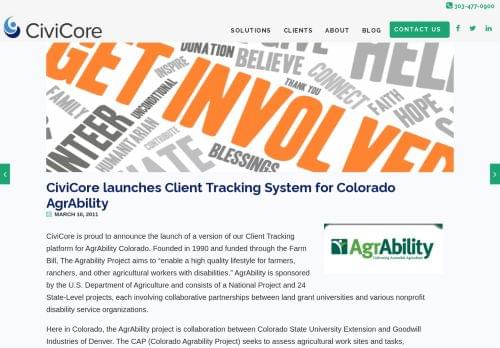 303-477-0900
CiviCore
SOLUTIONS CLIENTS ABOUT BLOG CONTACT US
DONATION
HELP
INSPIRE
BELIEVE
GET INVOLVED
THANK YOU
CONNECT
FAMILY
UNCONDITIONAL
FAITH
HOPE
HUMANITARIAN
CONTRIBUTE
BLESSINGS
CiviCore launches Client Tracking System for Colorado
AgrAbility
MARCH 10, 2011
CiviCore is proud to announce the launch of a version of our Client Tracking
platform for AgrAbility Colorado. Founded in 1990 and funded through the Farm
Bill, The Agrability Project aims to “enable a high quality lifestyle for farmers,
ranchers, and other agricultural workers with disabilities.” AgrAbility is sponsored
by the U.S. Department of Agriculture and consists of a National Project and 24
State-Level projects, each involving collaborative partnerships between land grant universities and various nonprofit
disability service organizations.
AgrAbility
Here in Colorado, the AgrAbility project is collaboration between Colorado State University Extension and Goodwill
Industries of Denver. The CAP (Colorado Agrability Project) seeks to assess agricultural work sites and tasks,